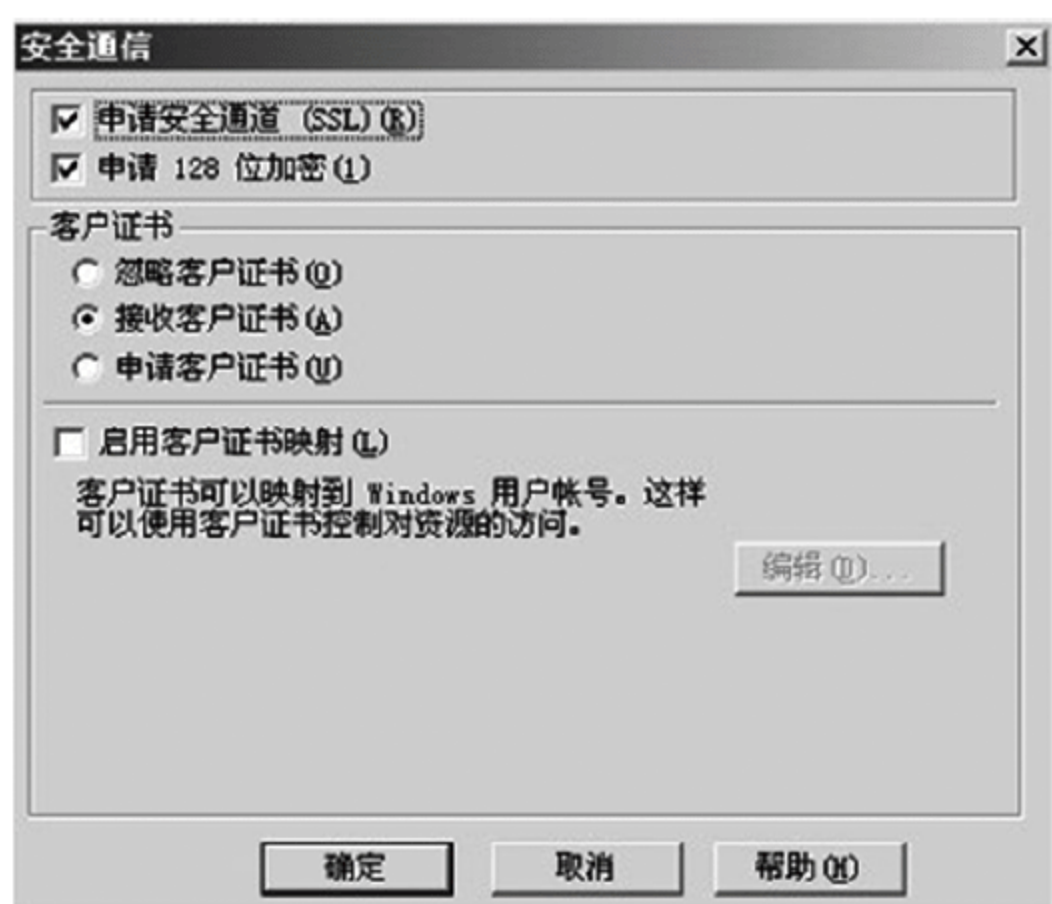 安全通信
申请安全通道 (SSL)(R)
申请 128 位加密(1)
客户证书
忽略客户证书(O)
接收客户证书(A)
申请客户证书(U)
启用客户证书映射(L)
客户证书可以映射到 Windows 用户帐号。这样
可以使用客户证书控制对资源的访问。
编辑(D)...
确定
取消
帮助(H)